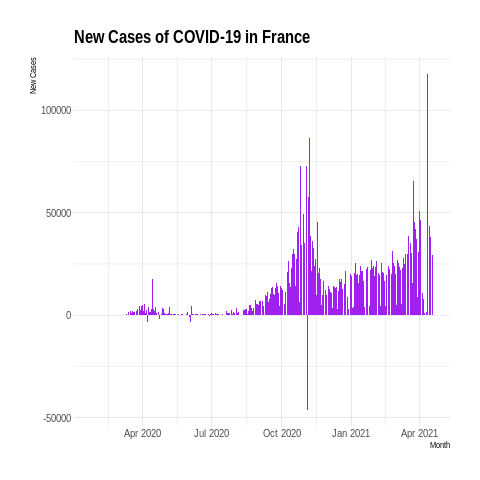 New Cases of COVID-19 in France
New Cases
100000
50000
0
-50000
Apr 2020 Jul 2020 Oct 2020 Jan 2021 Apr 2021
Month